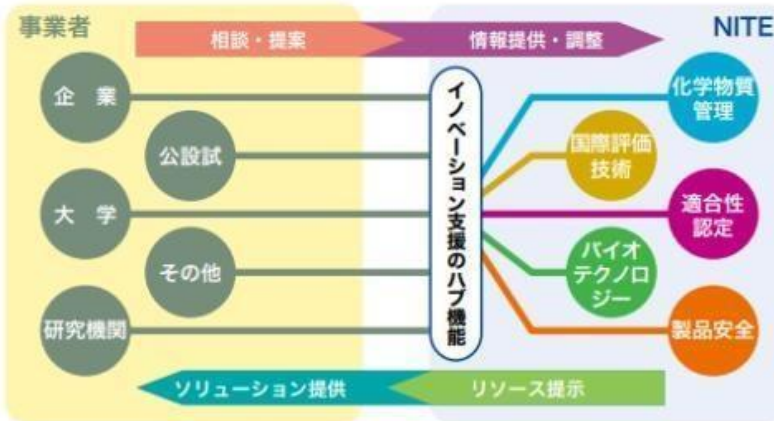 事業者
NITE
相談・提案
情報提供・調整
企　業
公設試
大　学
その他
研究機関
イノベーション支援のハブ機能
化学物質
管理
国際評価
技術
適合性
認定
バイオ
テクノロ
ジー
製品安全
ソリューション提供
リソース提示